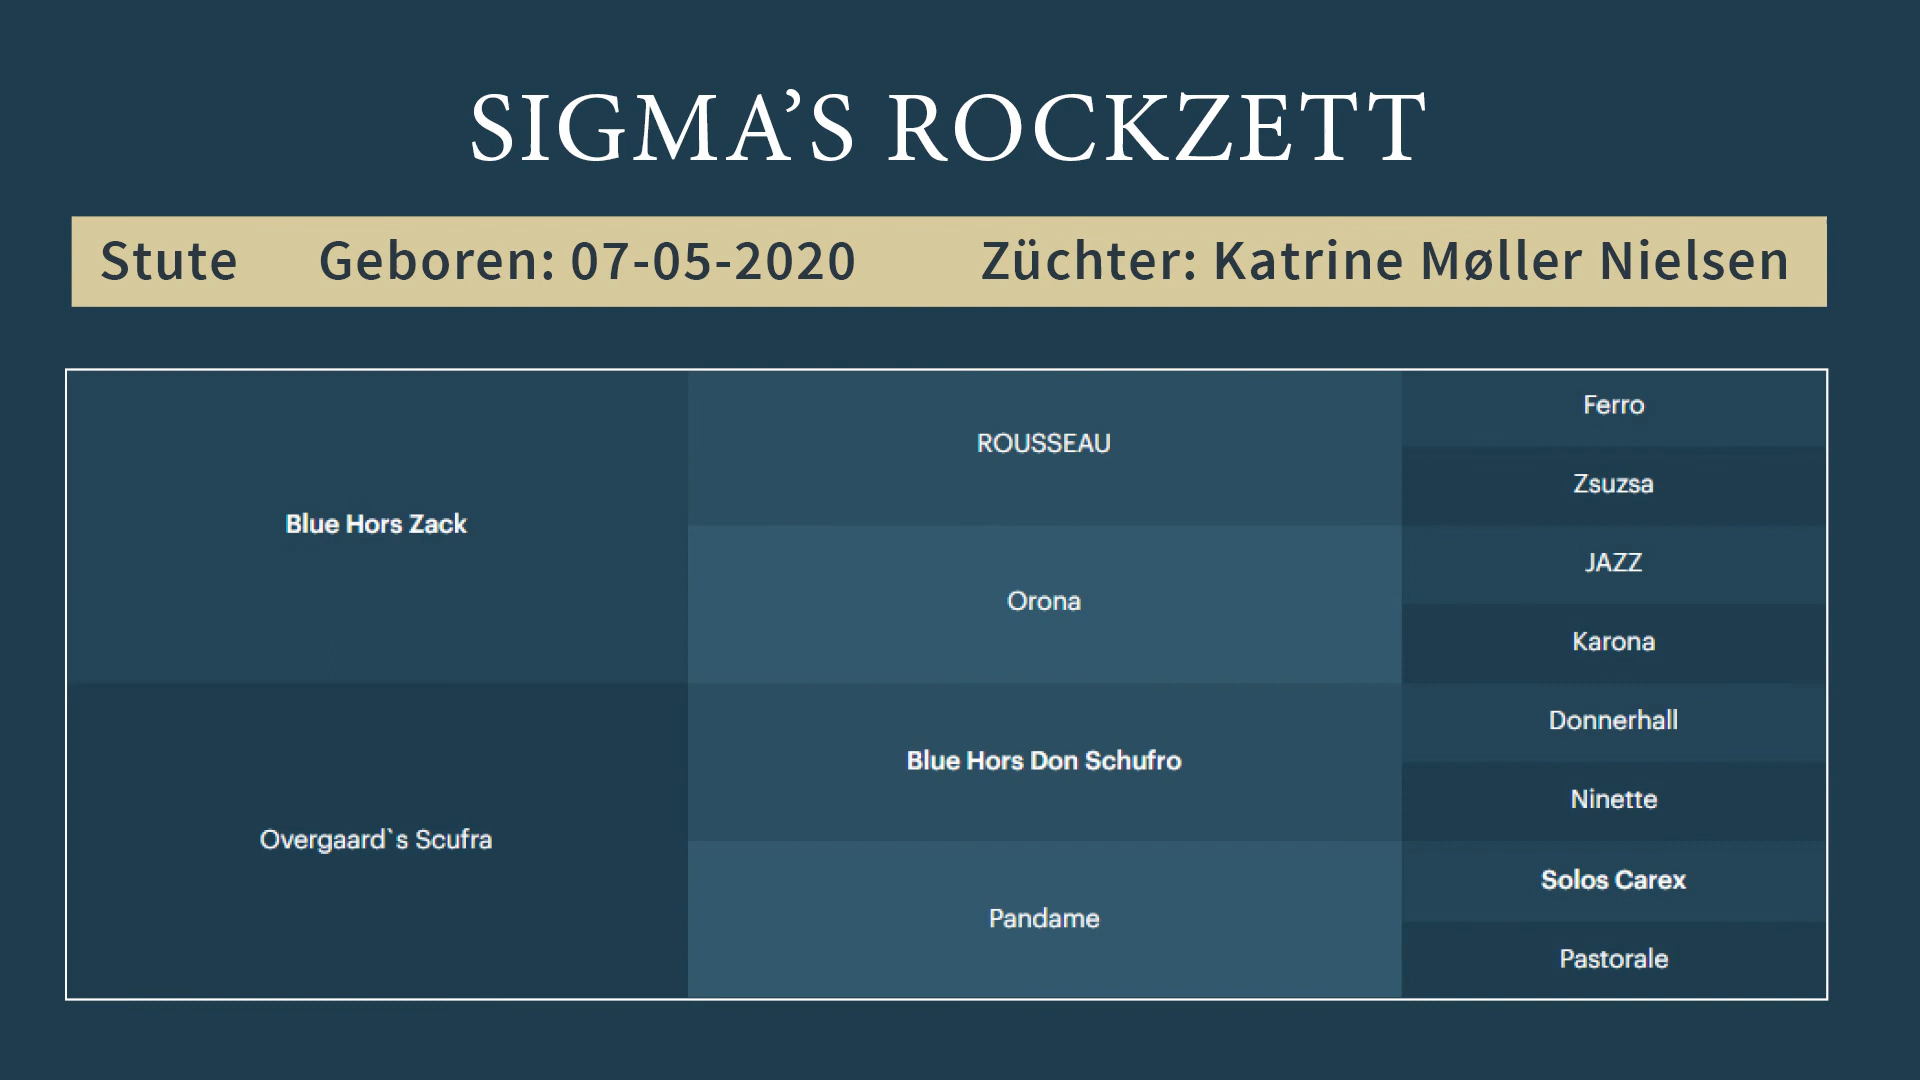 SIGMA’S ROCKZETT
Stute Geboren: 07-05-2020 Züchter: Katrine Møller Nielsen
Blue Hors Zack
Overgaard`s Scufra
ROUSSEAU
Orona
Blue Hors Don Schufro
Pandame
Ferro
Zsuzsa
JAZZ
Karona
Donnerhall
Ninette
Solos Carex
Pastorale